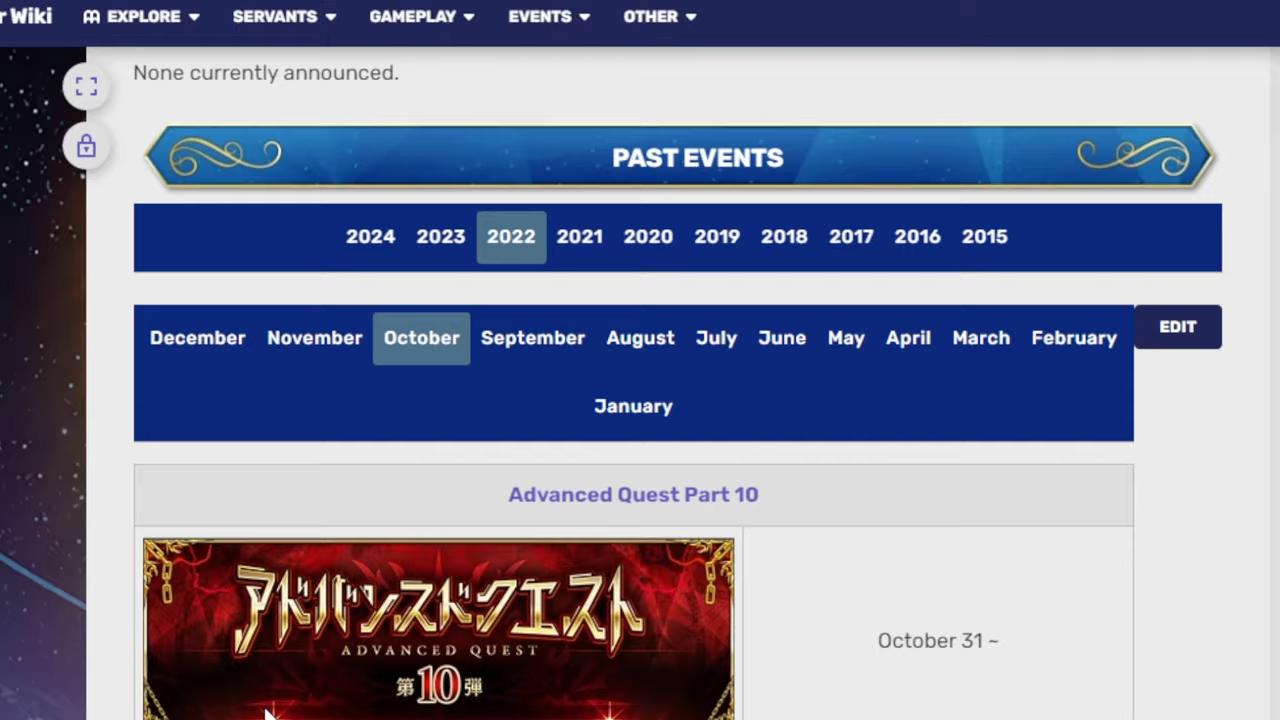 r Wiki EXPLORE SERVANTS GAMEPLAY EVENTS OTHER
None currently announced.
PAST EVENTS
2024 2023 2022 2021 2020 2019 2018 2017 2016 2015
December November October September August July June May April March February
January
EDIT
Advanced Quest Part 10
アドバンスドクエスト
ADVANCED QUEST
第10弾
October 31 ~